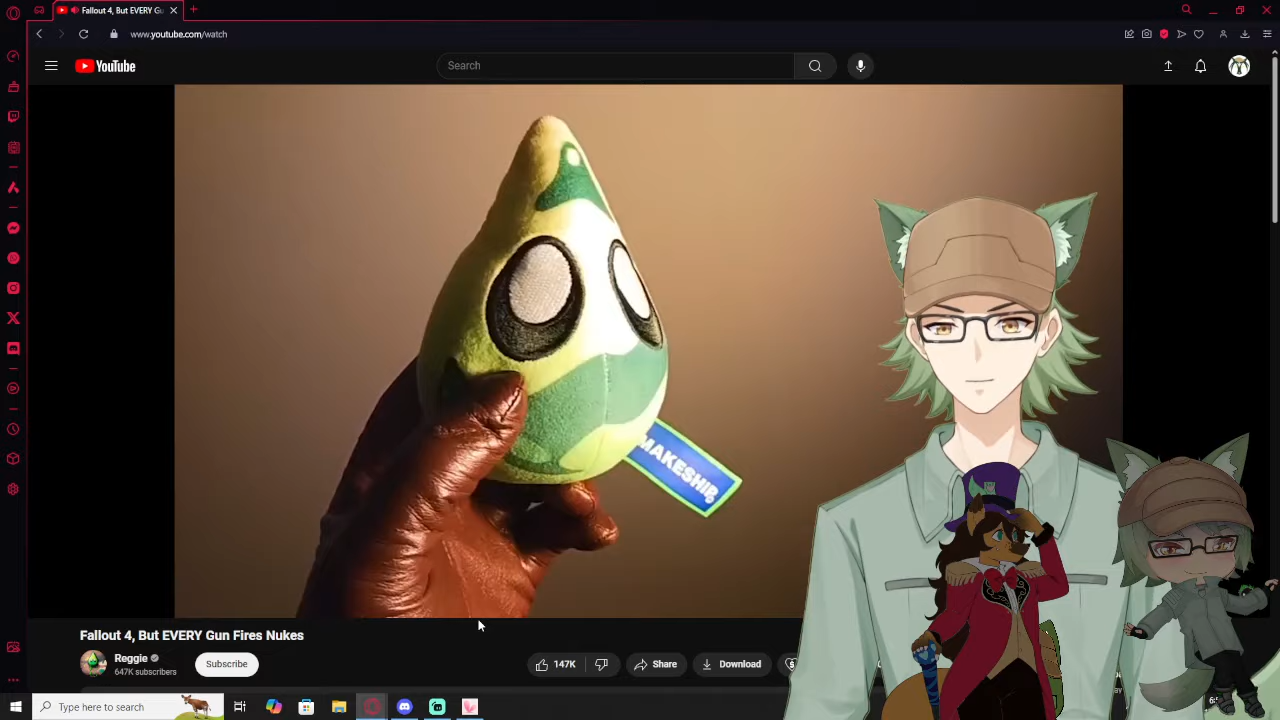 Fallout 4, But EVERY Gu
www.youtube.com/watch
YouTube
Search
MAKESHIP
Fallout 4, But EVERY Gun Fires Nukes
Reggie
647K subscribers
Subscribe
147K
Share
Download
Type here to search